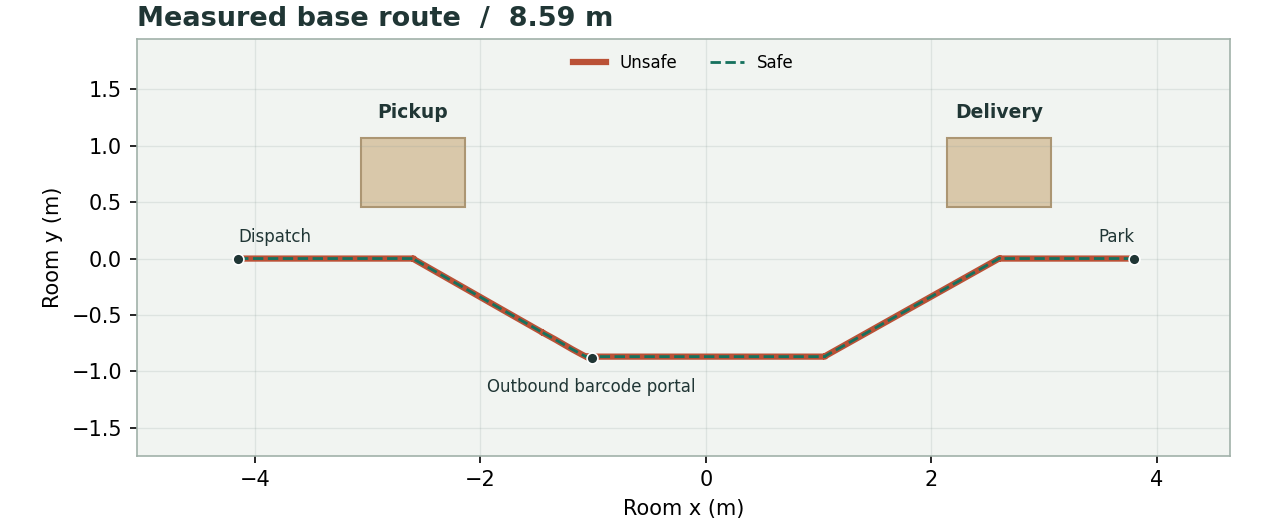 Measured base route / 8.59 m
Unsafe
Safe
Pickup
Delivery
Dispatch
Park
Outbound barcode portal
Room y (m)
1.5
1.0
0.5
0.0
−0.5
−1.0
−1.5
−4
−2
0
2
4
Room x (m)